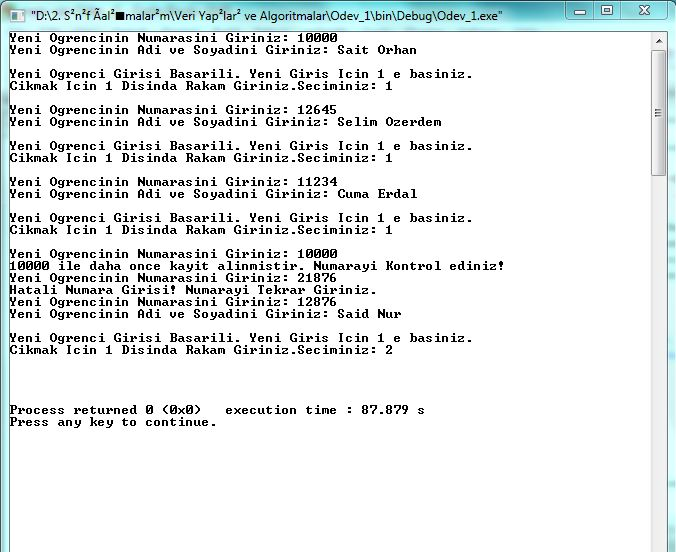 "D:\2. S²n²f Ãal²■malar²m\Veri Yap²lar² ve Algoritmalar\Odev_1\bin\Debug\Odev_1.exe"
Yeni Ogrencinin Numarasini Giriniz: 10000
Yeni Ogrencinin Adi ve Soyadini Giriniz: Sait Orhan
Yeni Ogrenci Girisi Basarili. Yeni Giris Icin 1 e basiniz.
Cikmak Icin 1 Disinda Rakam Giriniz.Seciminiz: 1
Yeni Ogrencinin Numarasini Giriniz: 12645
Yeni Ogrencinin Adi ve Soyadini Giriniz: Selim Ozerdem
Yeni Ogrenci Girisi Basarili. Yeni Giris Icin 1 e basiniz.
Cikmak Icin 1 Disinda Rakam Giriniz.Seciminiz: 1
Yeni Ogrencinin Numarasini Giriniz: 11234
Yeni Ogrencinin Adi ve Soyadini Giriniz: Cuma Erdal
Yeni Ogrenci Girisi Basarili. Yeni Giris Icin 1 e basiniz.
Cikmak Icin 1 Disinda Rakam Giriniz.Seciminiz: 1
Yeni Ogrencinin Numarasini Giriniz: 10000
10000 ile daha once kayit alinmistir. Numarayi Kontrol ediniz!
Yeni Ogrencinin Numarasini Giriniz: 21876
Hatali Numara Girisi! Numarayi Tekrar Giriniz.
Yeni Ogrencinin Numarasini Giriniz: 12876
Yeni Ogrencinin Adi ve Soyadini Giriniz: Said Nur
Yeni Ogrenci Girisi Basarili. Yeni Giris Icin 1 e basiniz.
Cikmak Icin 1 Disinda Rakam Giriniz.Seciminiz: 2
Process returned 0 (0x0)   execution time : 87.879 s
Press any key to continue.